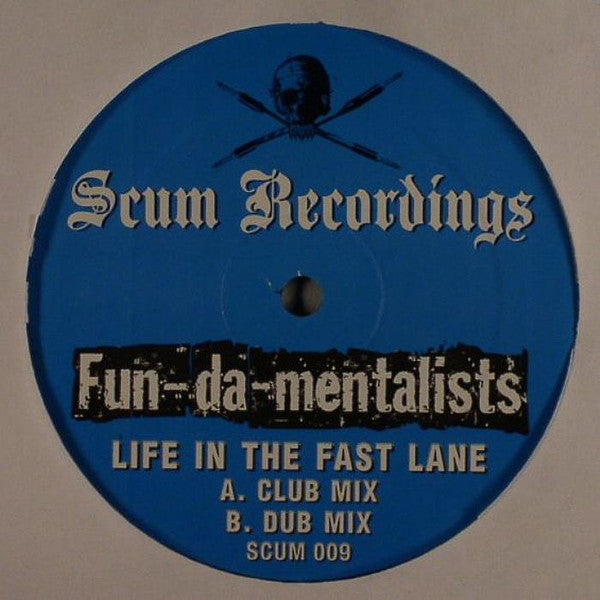 Scum Recordings
Fun-da-mentalists
LIFE IN THE FAST LANE
A. CLUB MIX
B. DUB MIX
SCUM 009